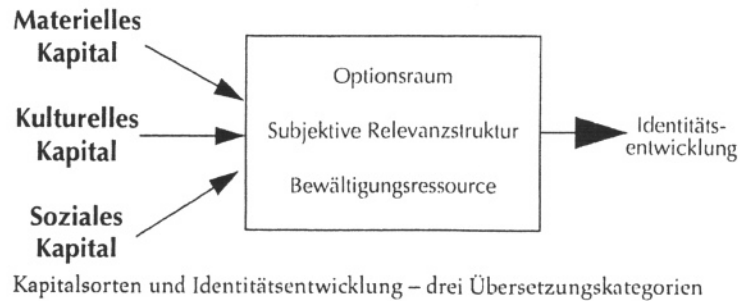 Materielles
Kapital
Kulturelles
Kapital
Soziales
Kapital
Optionsraum
Subjektive Relevanzstruktur
Bewältigungsressource
Identitäts-
entwicklung
Kapitalsorten und Identitätsentwicklung – drei Übersetzungskategorien